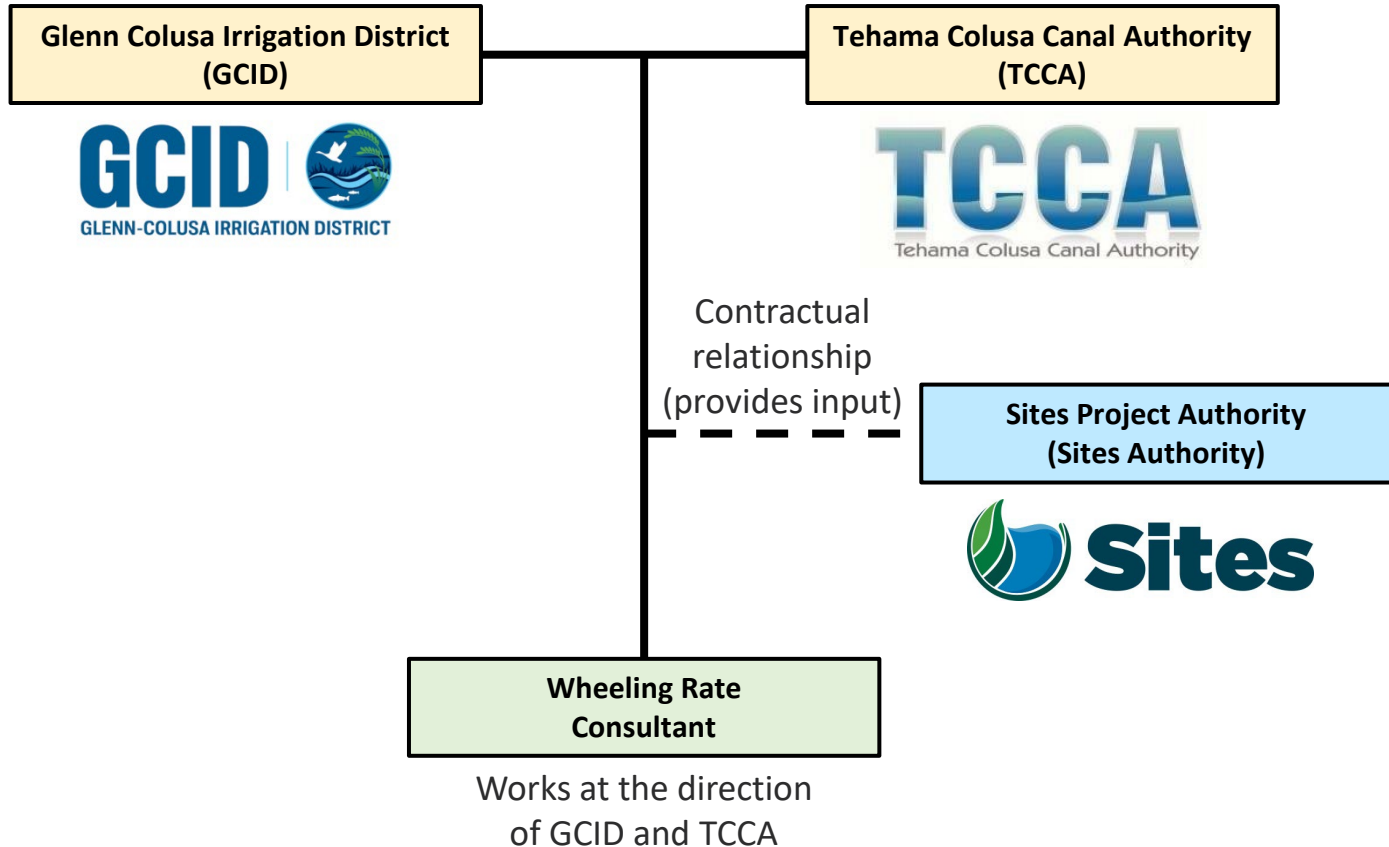 Glenn Colusa Irrigation District
(GCID)
Tehama Colusa Canal Authority
(TCCA)
GCID
GLENN-COLUSA IRRIGATION DISTRICT
TCCA
Tehama Colusa Canal Authority
Contractual
relationship
(provides input)
Sites Project Authority
(Sites Authority)
Sites
Wheeling Rate
Consultant
Works at the direction
of GCID and TCCA